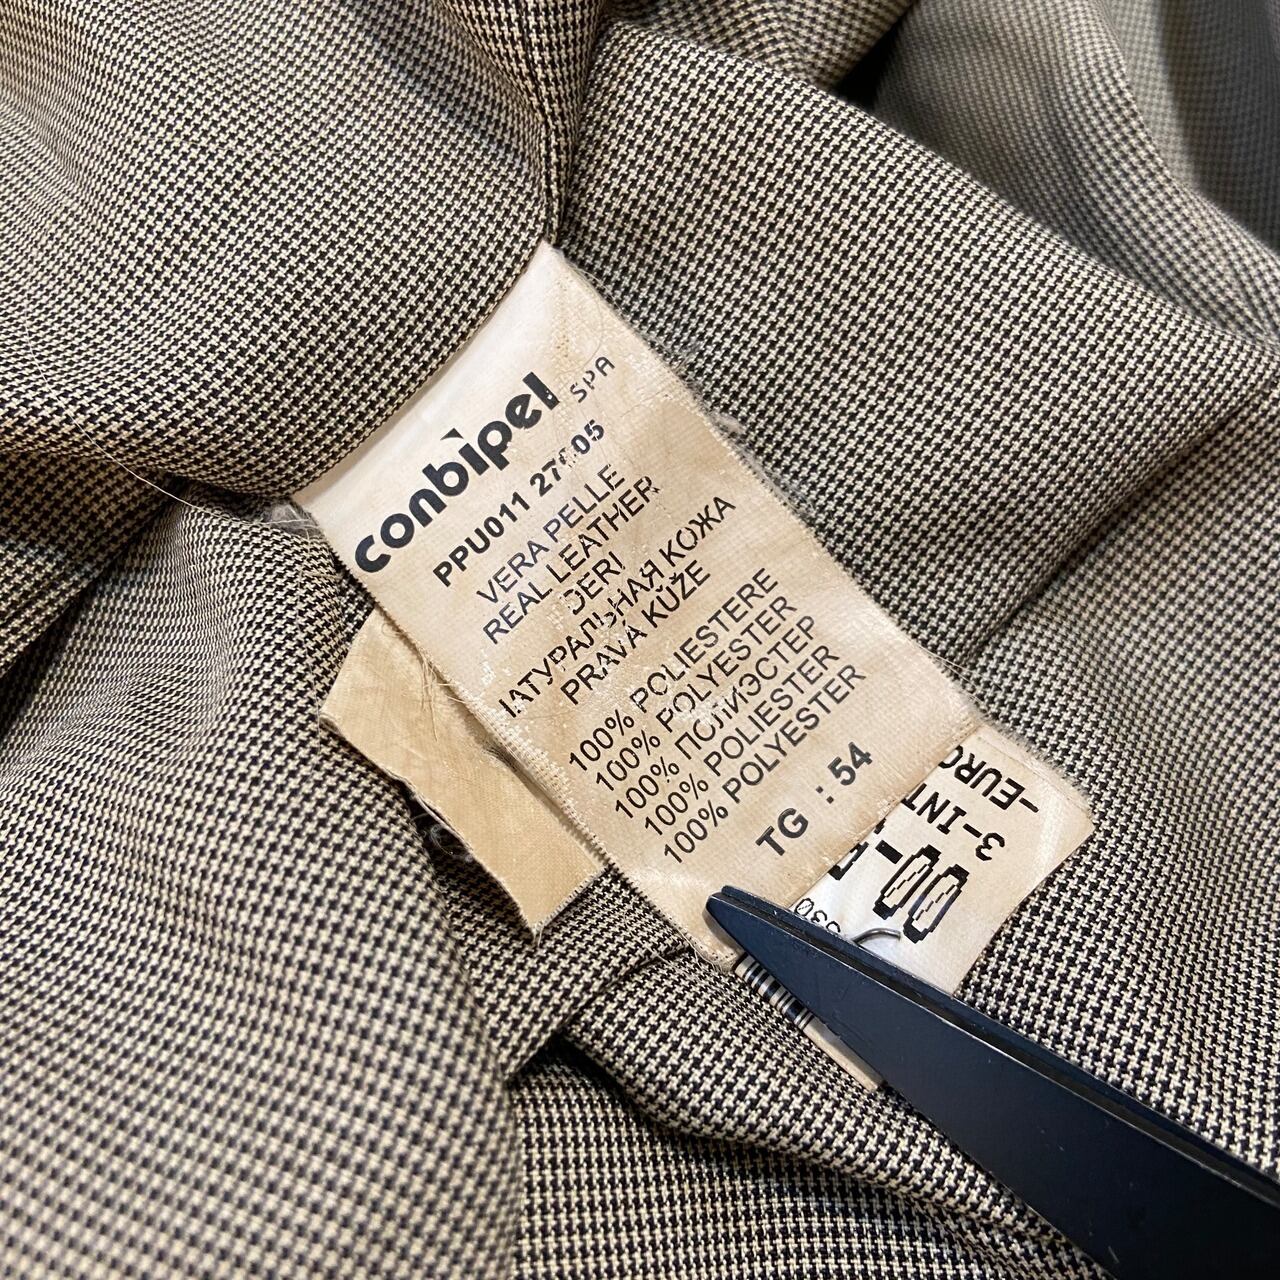 conbipel SPA
PPU011
VERA PELLE
REAL LEATHER
DERI
НАТУРАЛЬНАЯ КОЖА
PRAVÁ KŮŽE
100% POLIESTERE
100% POLYESTER
100% ПОЛИЭСТЕР
100% POLIESTER
100% POLYESTER
TG : 54